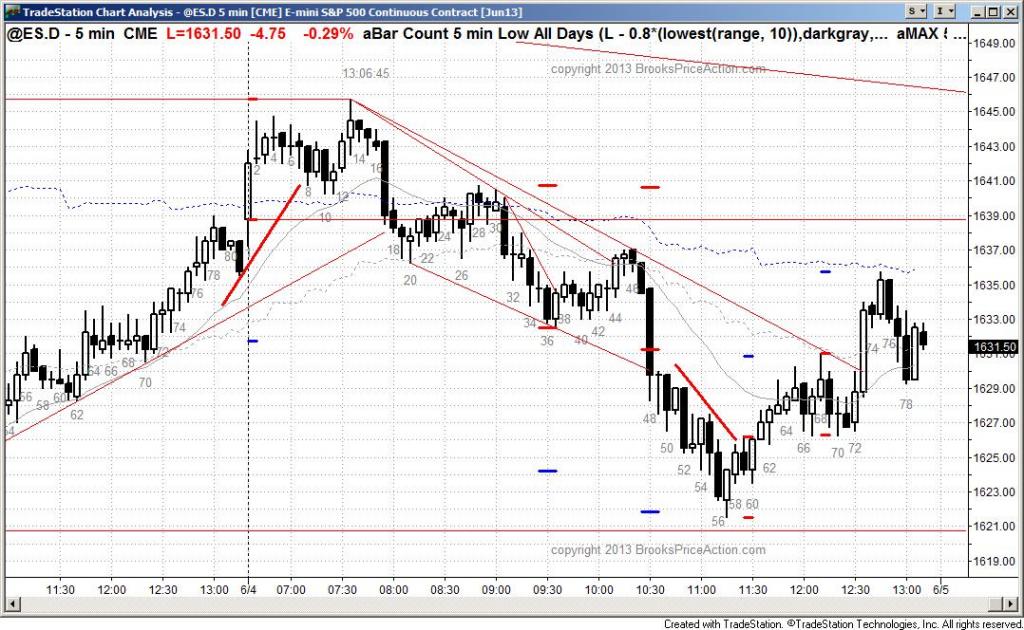 TradeStation Chart Analysis - @ES.D 5 min [CME] E-mini S&P 500 Continuous Contract [Jun13]
S I
@ES.D - 5 min CME L=1631.50 -4.75 -0.29% aBar Count 5 min Low All Days (L - 0.8*(lowest(range, 10)),darkgray,... aMAX ...
1649.00
13:06:45
copyright 2013 BrooksPriceAction.com
1647.00
1645.00
1643.00
1641.00
1639.00
1637.00
1635.00
1633.00
1631.50
1629.00
1627.00
1625.00
1623.00
1621.00
1619.00
54 56 58 60 62 64 66 68 70 72 74 76 78 80
2 4 6 8 10 12 14 16 18 20 22 24 26 28 30 32 34 36 38 40 42 44 46 48 50 52 54 56 58 60 62 64 66 68 70 72 74 76 78
copyright 2013 BrooksPriceAction.com
11:30 12:00 12:30 13:00 6/4 07:00 07:30 08:00 08:30 09:00 09:30 10:00 10:30 11:00 11:30 12:00 12:30 13:00 6/5
Created with TradeStation. ©TradeStation Technologies, Inc. All rights reserved.